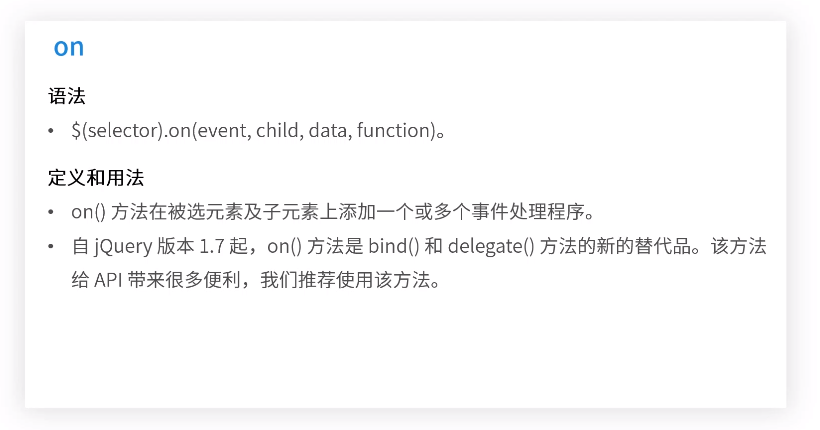 on
语法
• $(selector).on(event, child, data, function)。
定义和用法
• on() 方法在被选元素及子元素上添加一个或多个事件处理程序。
• 自 jQuery 版本 1.7 起，on() 方法是 bind() 和 delegate() 方法的新的替代品。该方法
给 API 带来很多便利，我们推荐使用该方法。